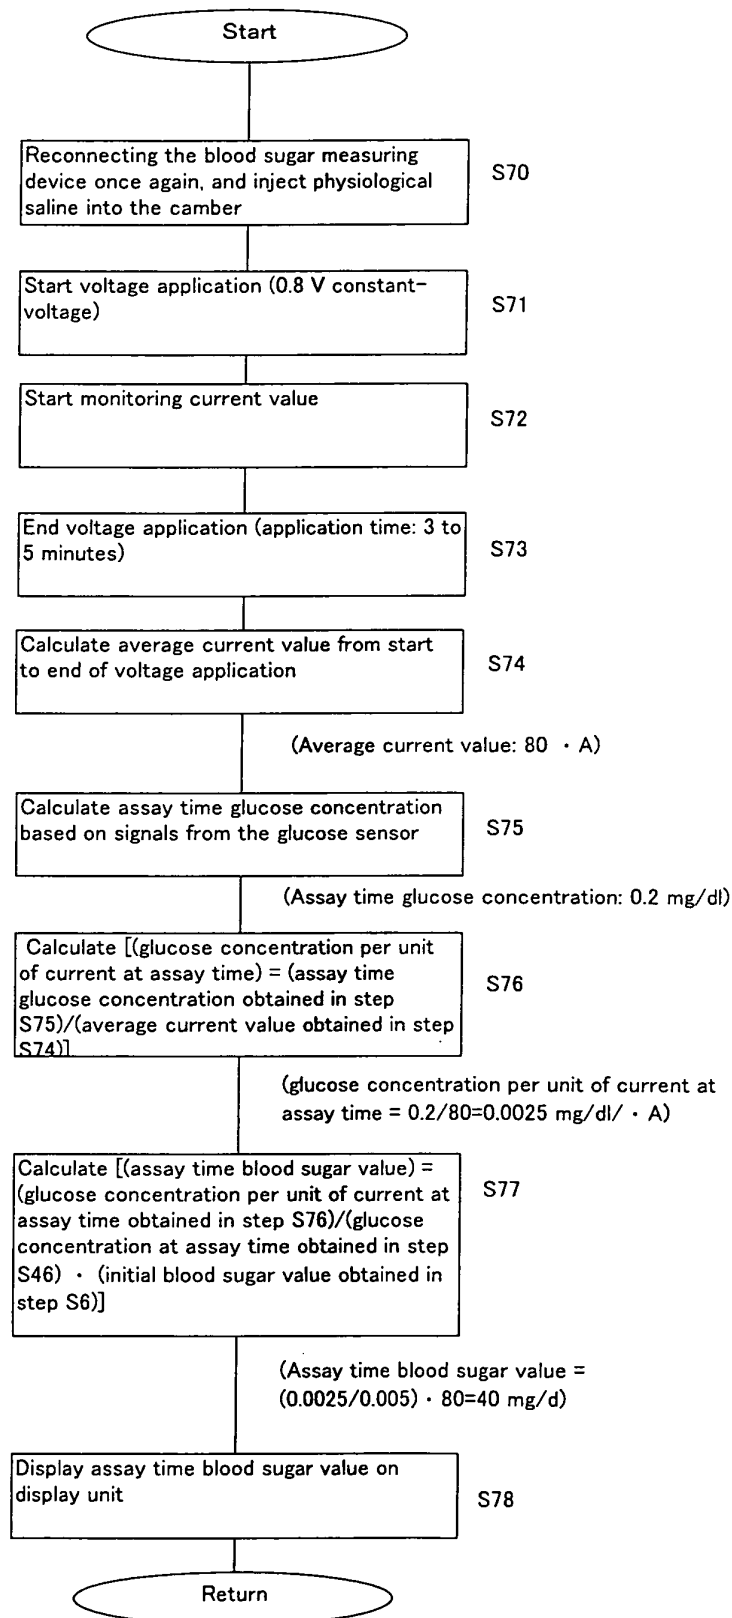 Start
Reconnecting the blood sugar measuring
device once again, and inject physiological
saline into the camber
S70
Start voltage application (0.8 V constant-
voltage)
S71
Start monitoring current value
S72
End voltage application (application time: 3 to
5 minutes)
S73
Calculate average current value from start
to end of voltage application
S74
(Average current value: 80 ・A)
Calculate assay time glucose concentration
based on signals from the glucose sensor
S75
(Assay time glucose concentration: 0.2 mg/dl)
Calculate [(glucose concentration per unit
of current at assay time) = (assay time
glucose concentration obtained in step
S75)/(average current value obtained in step
S74)]
S76
(glucose concentration per unit of current at
assay time = 0.2/80=0.0025 mg/dl/ ・A)
Calculate [(assay time blood sugar value) =
(glucose concentration per unit of current at
assay time obtained in step S76)/(glucose
concentration at assay time obtained in step
S46) ・ (initial blood sugar value obtained in
step S6)]
S77
(Assay time blood sugar value =
(0.0025/0.005)・80=40 mg/d)
Display assay time blood sugar value on
display unit
S78
Return